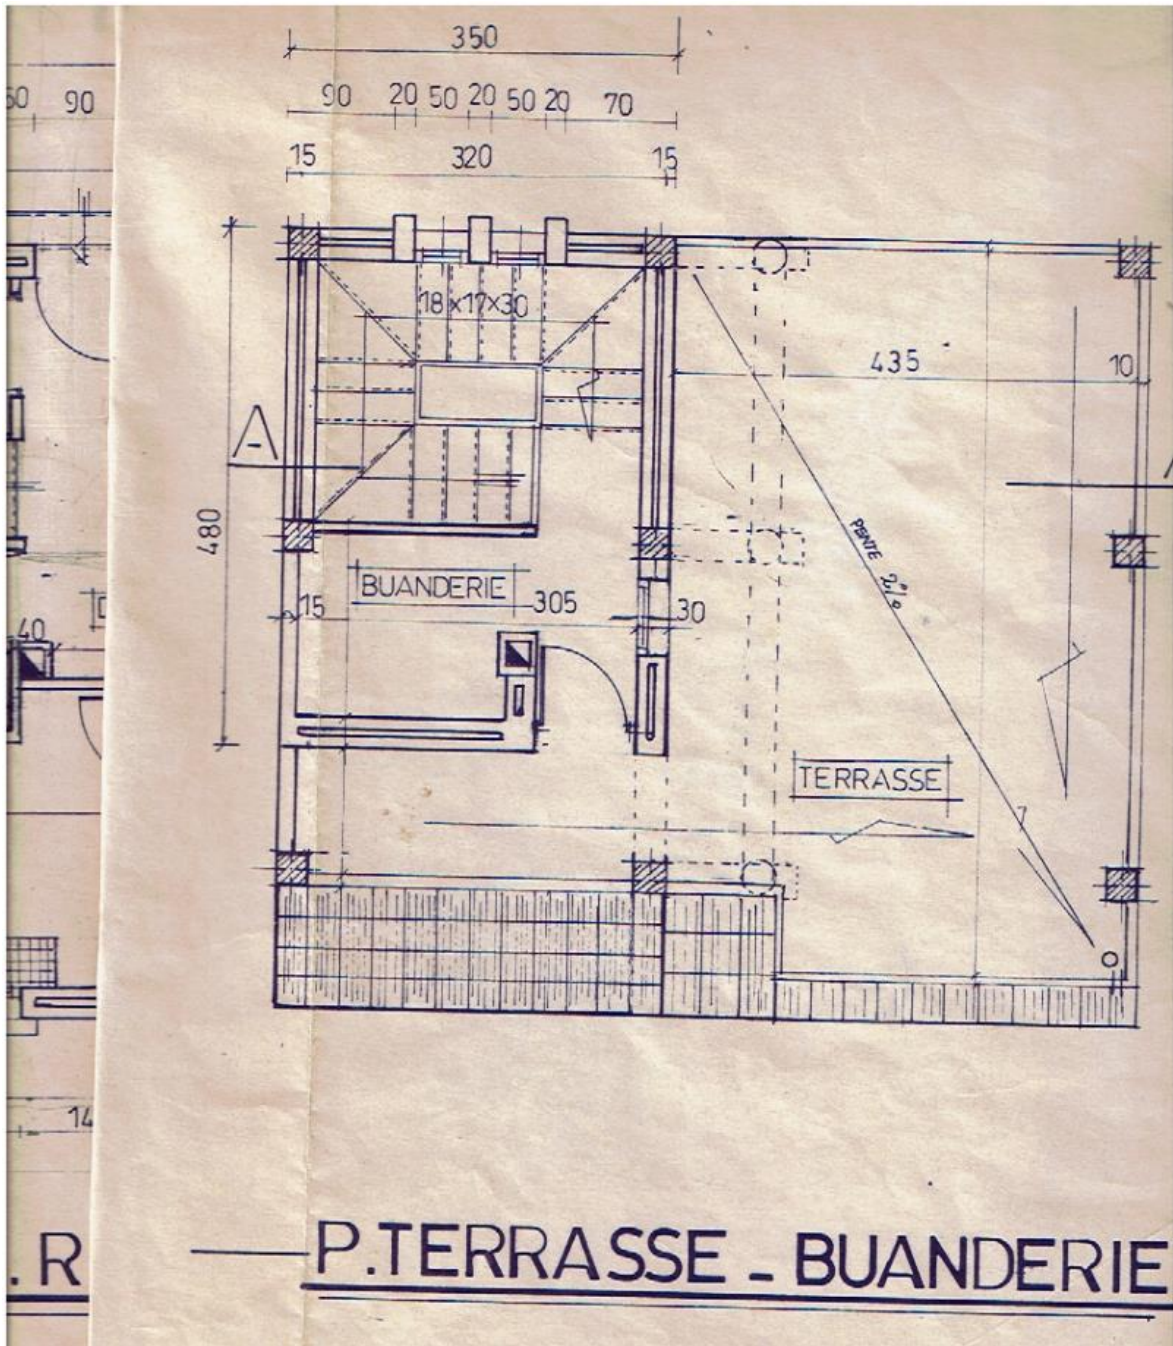 350
50 90
90 20 50 20 50 20 70
15 320 15
18x17x30
435 10
A
480
PENTE 2%
BUANDERIE
15 305 30
40
TERRASSE
14
.R
P.TERRASSE _ BUANDERIE